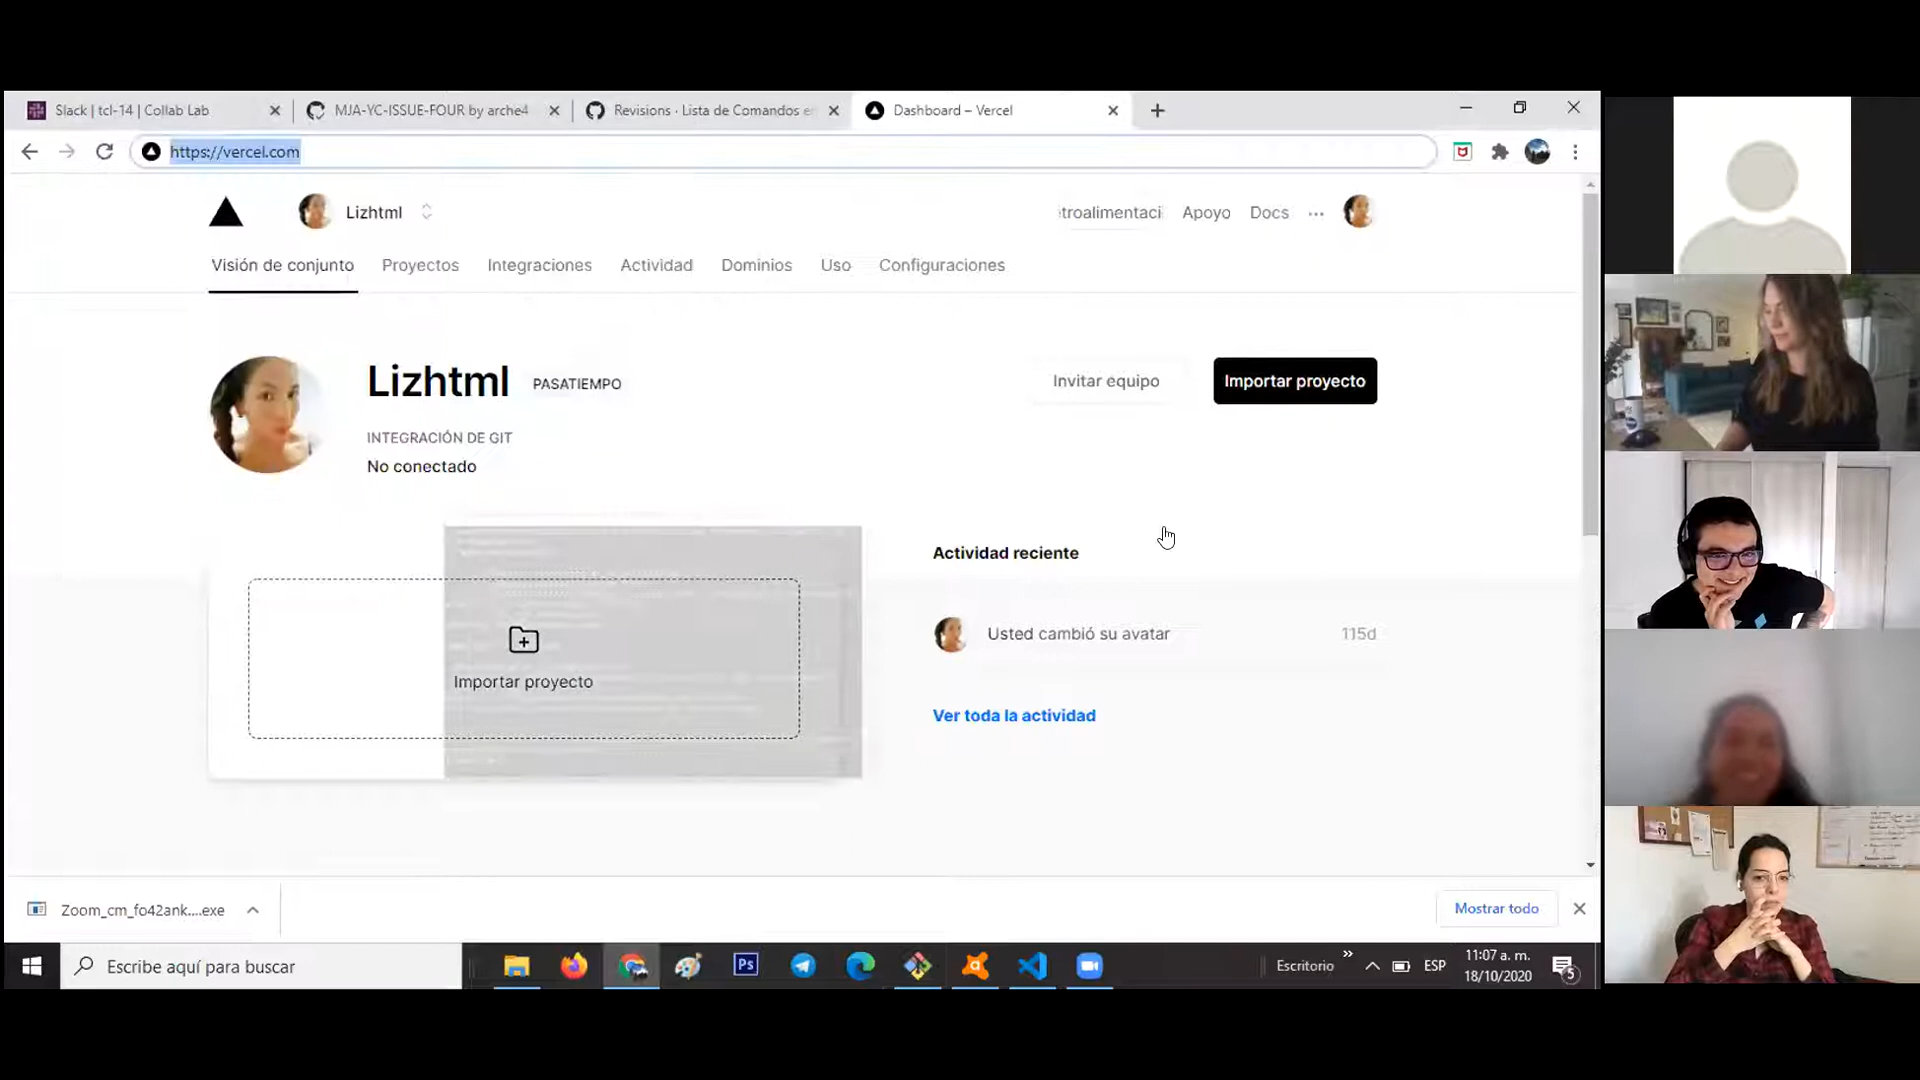 Slack | tcl-14 | Collab Lab
MJA-YC-ISSUE-FOUR by arche4
Revisions · Lista de Comandos en
Dashboard – Vercel
https://vercel.com
Lizhtml
troalimentaci
Apoyo
Docs
Visión de conjunto
Proyectos
Integraciones
Actividad
Dominios
Uso
Configuraciones
Lizhtml
PASATIEMPO
Invitar equipo
Importar proyecto
INTEGRACIÓN DE GIT
No conectado
Actividad reciente
Usted cambió su avatar
115d
Importar proyecto
Ver toda la actividad
Zoom_cm_fo42ank....exe
Mostrar todo
Escribe aquí para buscar
Ps
Escritorio
ESP
11:07 a. m.
18/10/2020
5